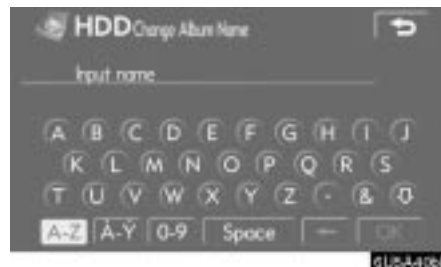 HDD Change Album Name
Input name
A B C D E F G H I J
K L M N O P Q R S
T U V W X Y Z - &
A-Z À-Ý 0-9 Space ← OK